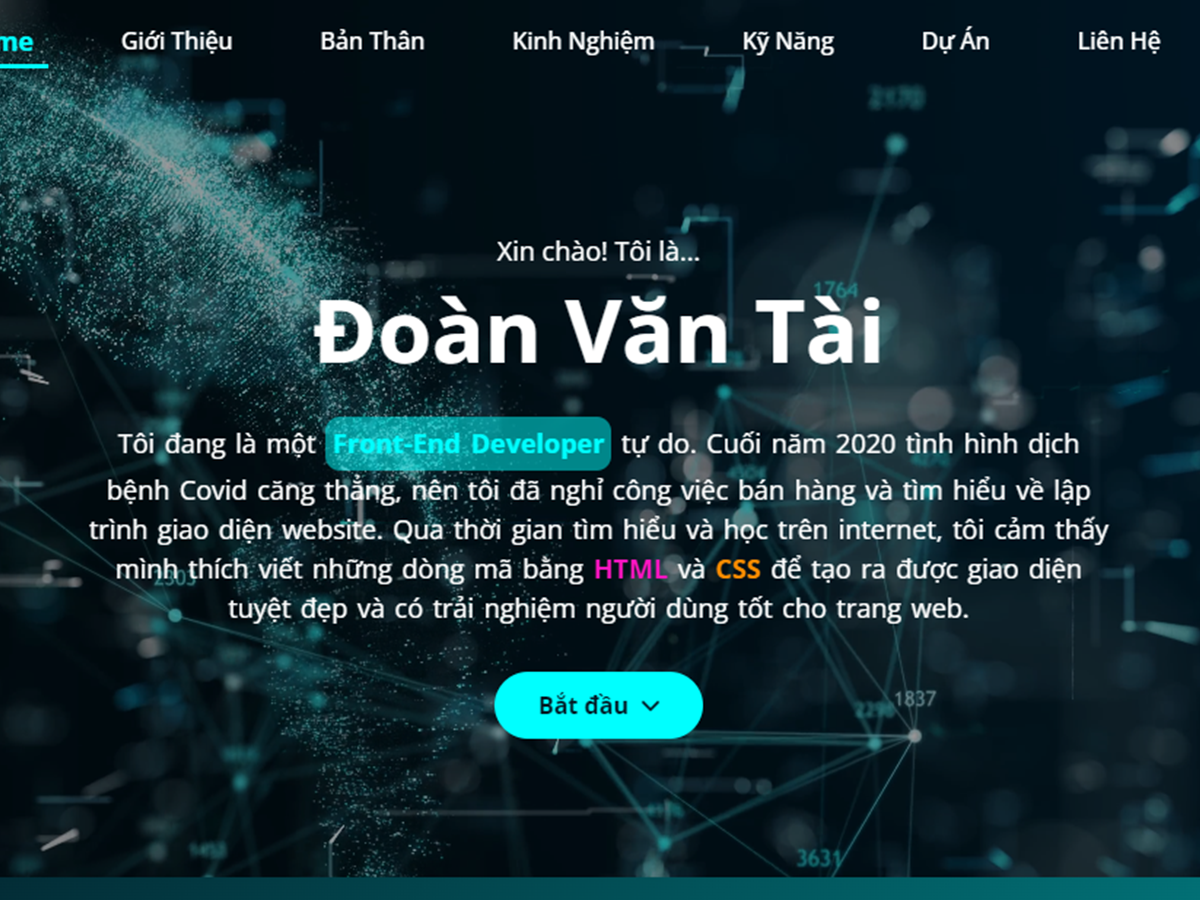 me Giới Thiệu Bản Thân Kinh Nghiệm Kỹ Năng Dự Án Liên Hệ
2170
Xin chào! Tôi là...
1764
Đoàn Văn Tài
Tôi đang là một Front-End Developer tự do. Cuối năm 2020 tình hình dịch
bệnh Covid căng thẳng, nên tôi đã nghỉ công việc bán hàng và tìm hiểu về lập
trình giao diện website. Qua thời gian tìm hiểu và học trên internet, tôi cảm thấy
mình thích viết những dòng mã bằng HTML và CSS để tạo ra được giao diện
tuyệt đẹp và có trải nghiệm người dùng tốt cho trang web.
Bắt đầu
1837
3631